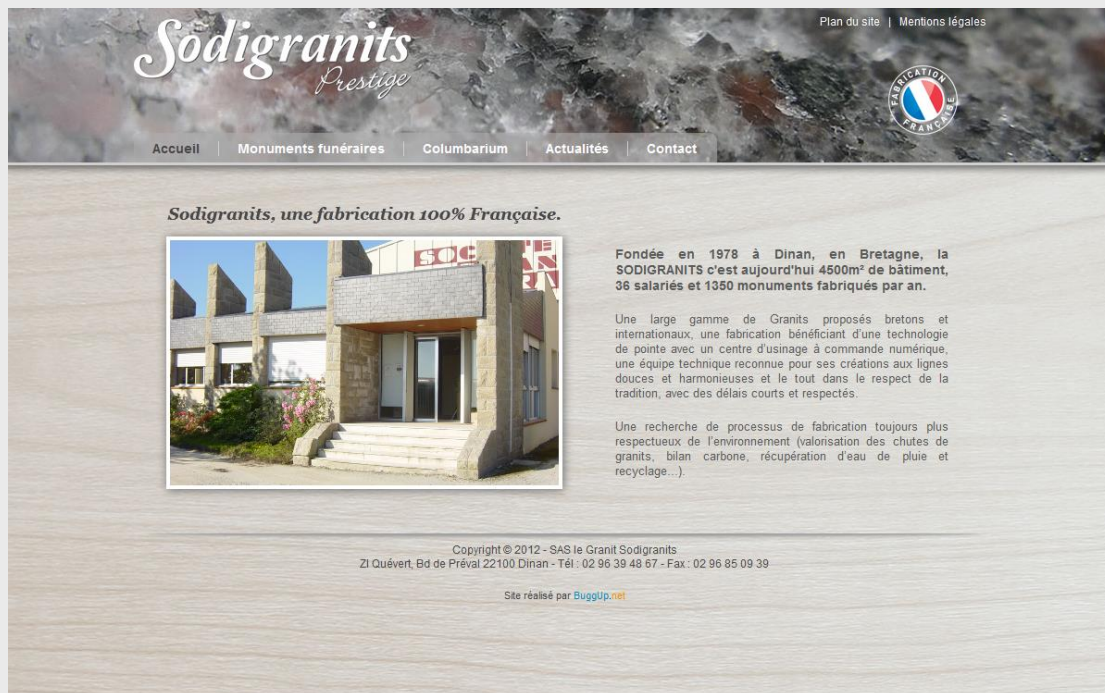 Sodigranits
Prestige
Plan du site | Mentions légales
FABRICATION FRANÇAISE
Accueil
Monuments funéraires
Columbarium
Actualités
Contact
Sodigranits, une fabrication 100% Française.
Fondée en 1978 à Dinan, en Bretagne, la
SODIGRANITS c'est aujourd'hui 4500m² de bâtiment,
36 salariés et 1350 monuments fabriqués par an.
Une large gamme de Granits proposés bretons et
internationaux, une fabrication bénéficiant d'une technologie
de pointe avec un centre d'usinage à commande numérique,
une équipe technique reconnue pour ses créations aux lignes
douces et harmonieuses et le tout dans le respect de la
tradition, avec des délais courts et respectés.
Une recherche de processus de fabrication toujours plus
respectueux de l'environnement (valorisation des chutes de
granits, bilan carbone, récupération d'eau de pluie et
recyclage...).
Copyright © 2012 - SAS le Granit Sodigranits
ZI Quévert, Bd de Préval 22100 Dinan - Tél : 02 96 39 48 67 - Fax : 02 96 85 09 39
Site réalisé par BuggUp.net